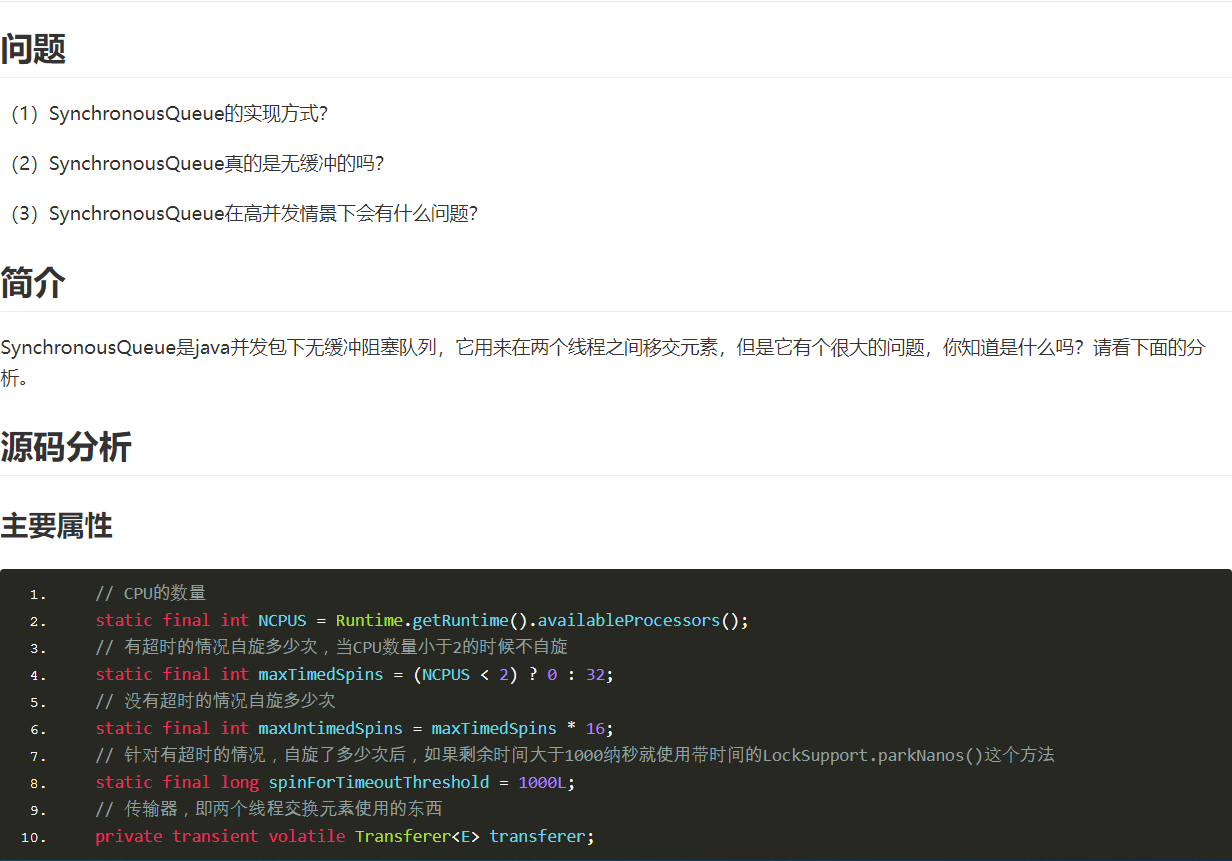 问题
（1）SynchronousQueue的实现方式？
（2）SynchronousQueue真的是无缓冲的吗？
（3）SynchronousQueue在高并发情景下会有什么问题？
简介
SynchronousQueue是java并发包下无缓冲阻塞队列，它用来在两个线程之间移交元素，但是它有个很大的问题，你知道是什么吗？请看下面的分
析。
源码分析
主要属性
1. // CPU的数量
2. static final int NCPUS = Runtime.getRuntime().availableProcessors();
3. // 有超时的情况自旋多少次，当CPU数量小于2的时候不自旋
4. static final int maxTimedSpins = (NCPUS < 2) ? 0 : 32;
5. // 没有超时的情况自旋多少次
6. static final int maxUntimedSpins = maxTimedSpins * 16;
7. // 针对有超时的情况，自旋了多少次后，如果剩余时间大于1000纳秒就使用带时间的LockSupport.parkNanos()这个方法
8. static final long spinForTimeoutThreshold = 1000L;
9. // 传输器，即两个线程交换元素使用的东西
10. private transient volatile Transferer<E> transferer;